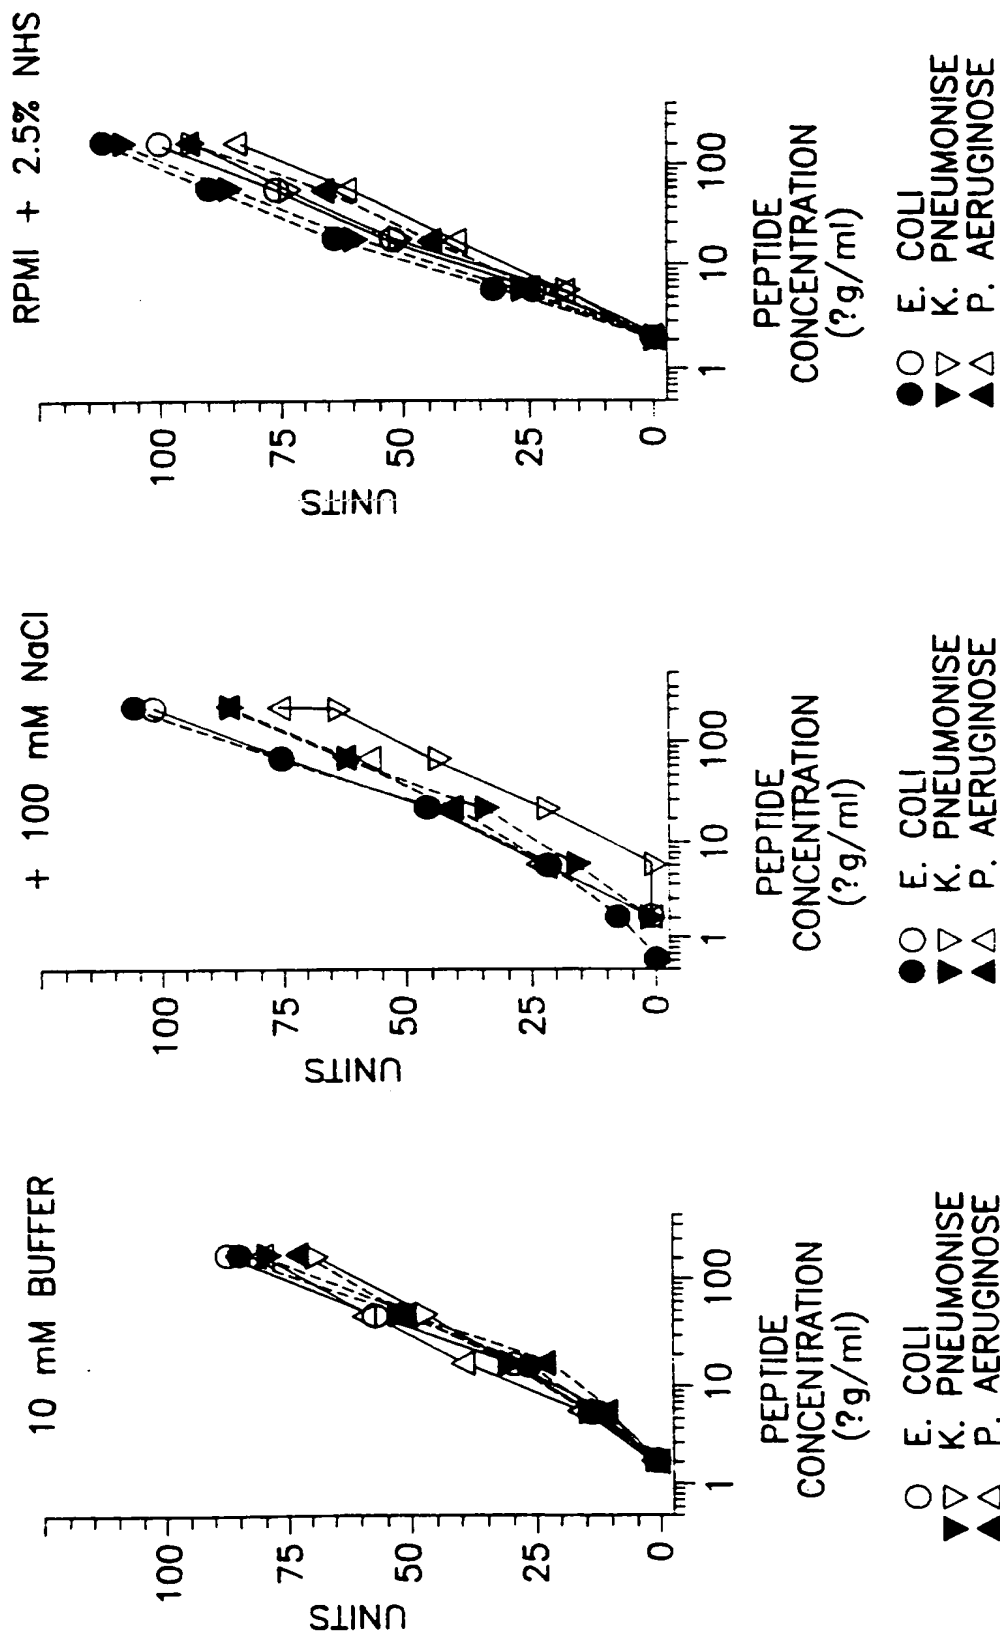 10 mM BUFFER
UNITS
100
75
50
25
0
1
10
100
PEPTIDE
CONCENTRATION
(?g/ml)
E. COLI
K. PNEUMONISE
P. AERUGINOSE
+ 100 mM NaCl
UNITS
100
75
50
25
0
1
10
100
PEPTIDE
CONCENTRATION
(?g/ml)
E. COLI
K. PNEUMONISE
P. AERUGINOSE
RPMI + 2.5% NHS
UNITS
100
75
50
25
0
1
10
100
PEPTIDE
CONCENTRATION
(?g/ml)
E. COLI
K. PNEUMONISE
P. AERUGINOSE